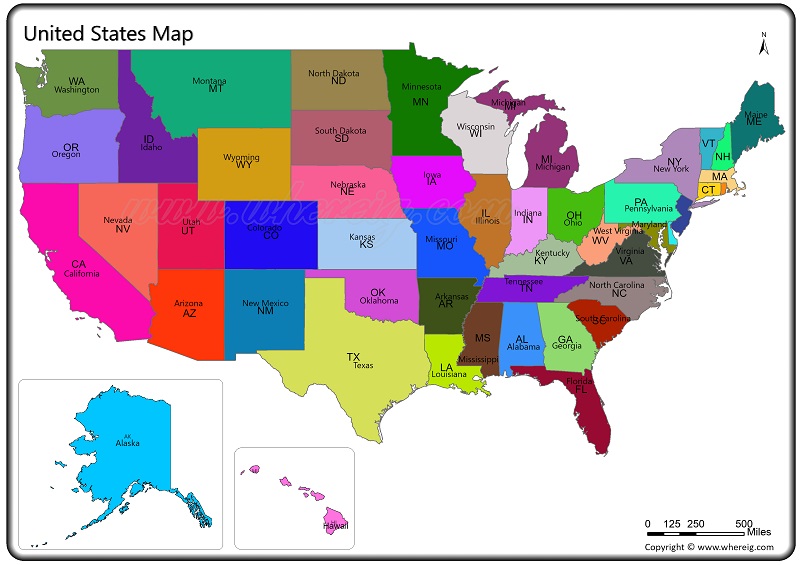 United States Map
N
WA
Washington
OR
Oregon
ID
Idaho
Montana
MT
North Dakota
ND
South Dakota
SD
Wyoming
WY
Nebraska
NE
Minnesota
MN
Wisconsin
WI
Iowa
IA
Michigan
MI
MI
Michigan
Maine
ME
VT
NH
MA
CT
NY
New York
PA
Pennsylvania
Maryland
West Virginia
WV
Virginia
VA
OH
Ohio
Indiana
IN
IL
Illinois
Kentucky
KY
Tennessee
TN
North Carolina
NC
South Carolina
SC
GA
Georgia
AL
Alabama
MS
Mississippi
Florida
FL
LA
Louisiana
Arkansas
AR
Missouri
MO
Kansas
KS
OK
Oklahoma
TX
Texas
Colorado
CO
New Mexico
NM
Utah
UT
Arizona
AZ
Nevada
NV
CA
California
www.whereig.com
AK
Alaska
Hawaii
0 125 250 500 Miles
Copyright © www.whereig.com